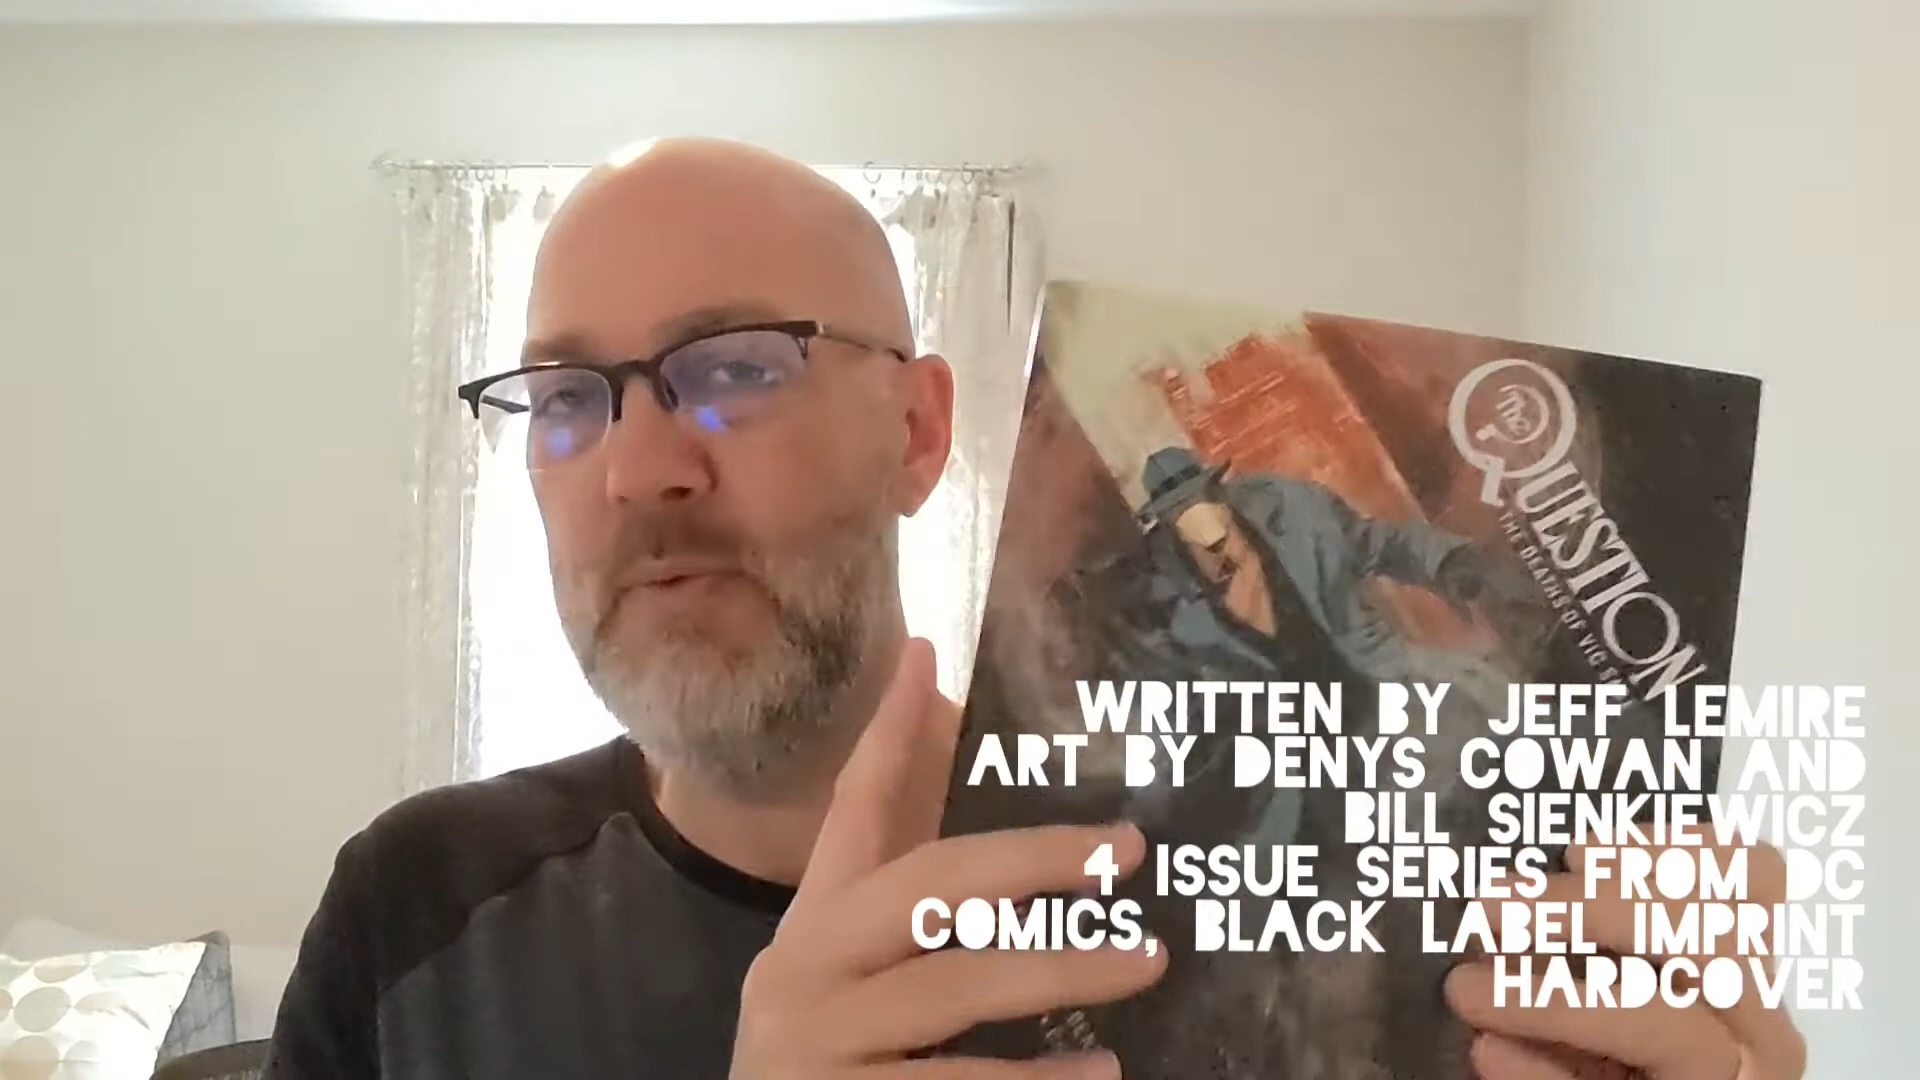 The
QUESTION
THE DEATHS OF VIC
WRITTEN BY JEFF LEMIRE
ART BY DENYS COWAN AND
BILL SIENKIEWICZ
4 ISSUE SERIES FROM DC
COMICS, BLACK LABEL IMPRINT
HARDCOVER